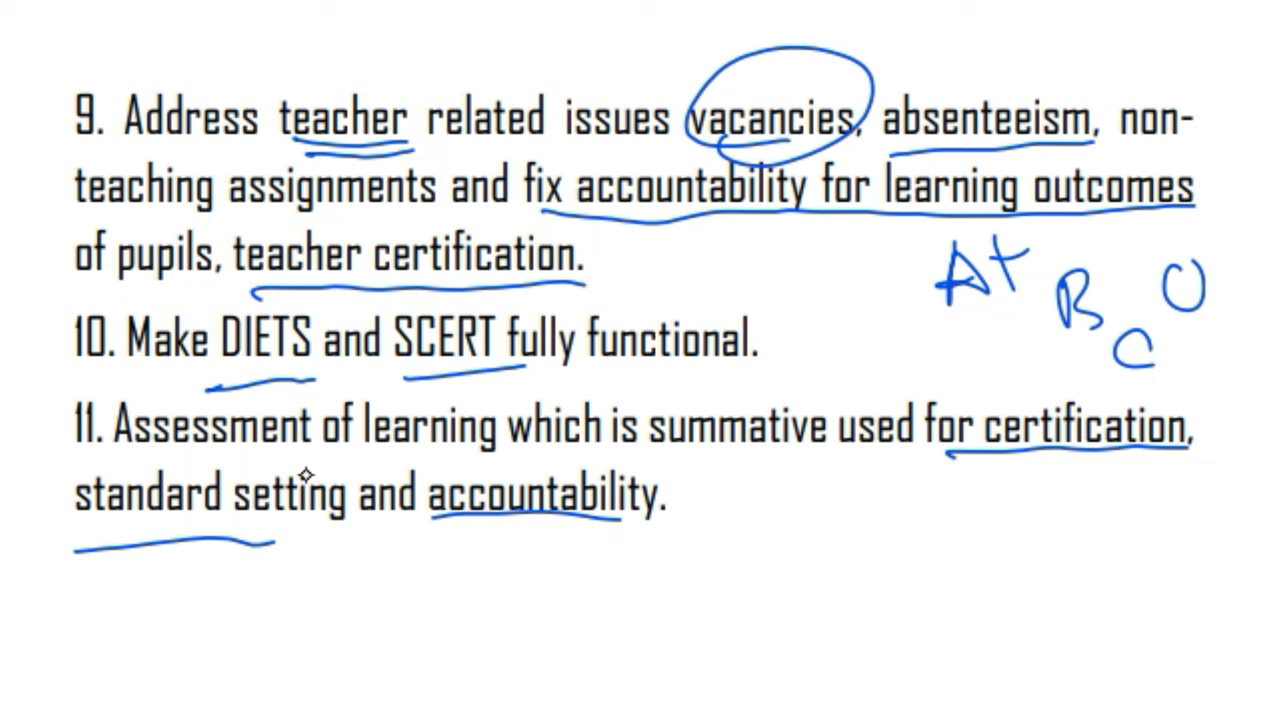 9. Address teacher related issues vacancies, absenteeism, non-
teaching assignments and fix accountability for learning outcomes
of pupils, teacher certification.
A+ B C O
10. Make DIETS and SCERT fully functional.
11. Assessment of learning which is summative used for certification,
standard setting and accountability.